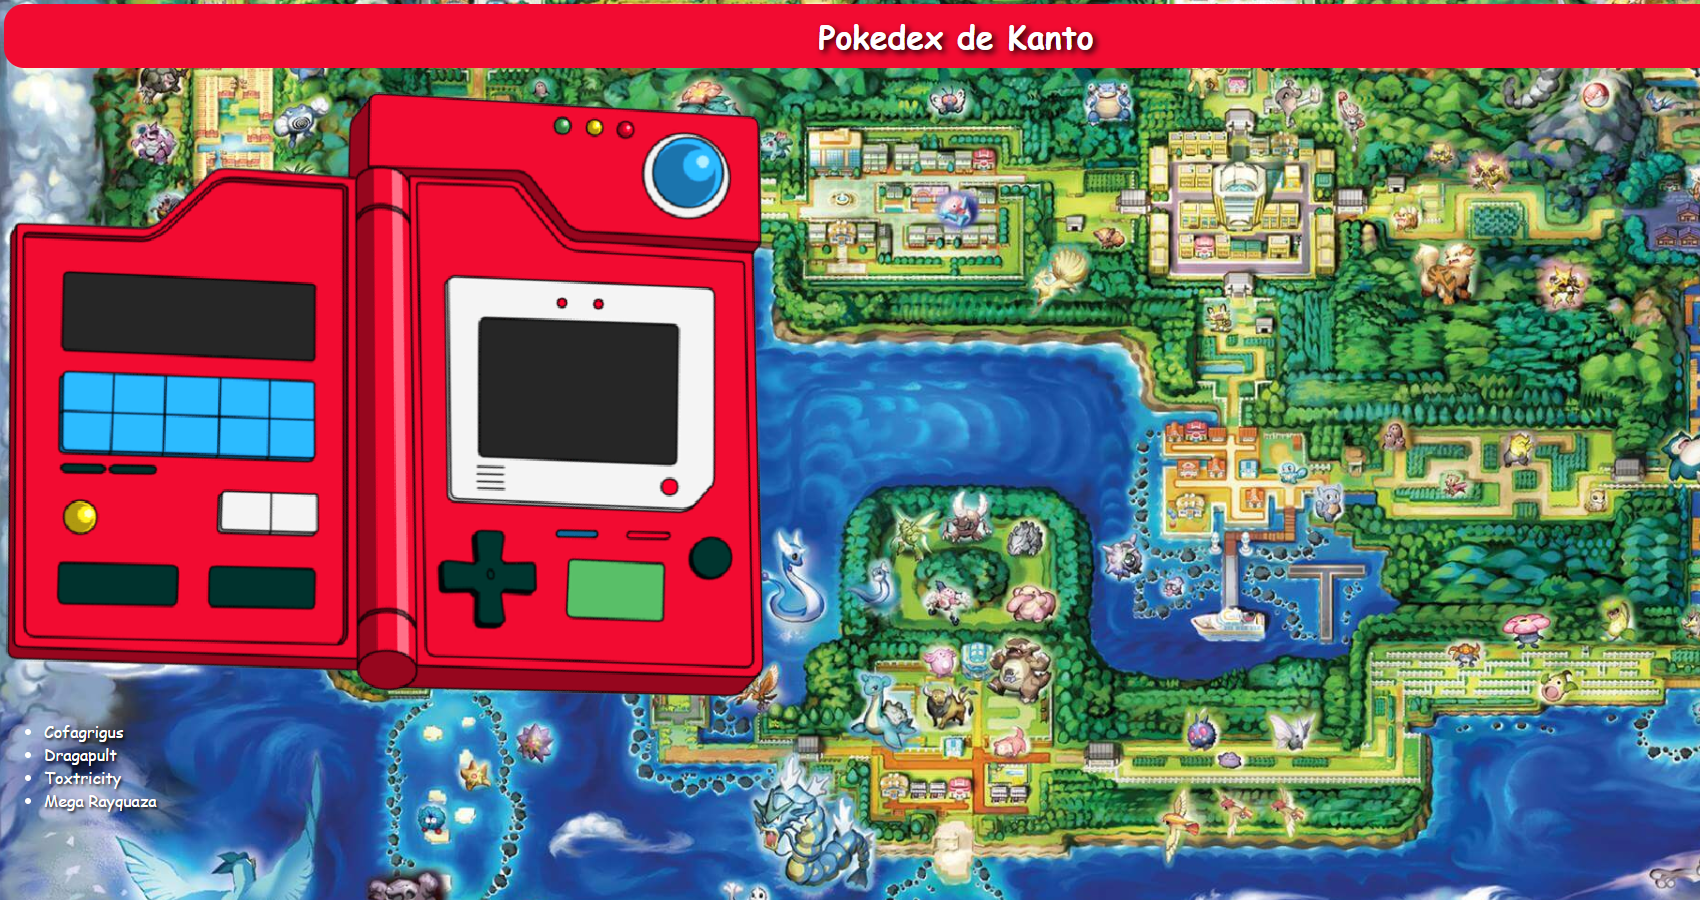 Pokedex de Kanto
Cofagrigus
Dragapult
Toxtricity
Mega Rayquaza